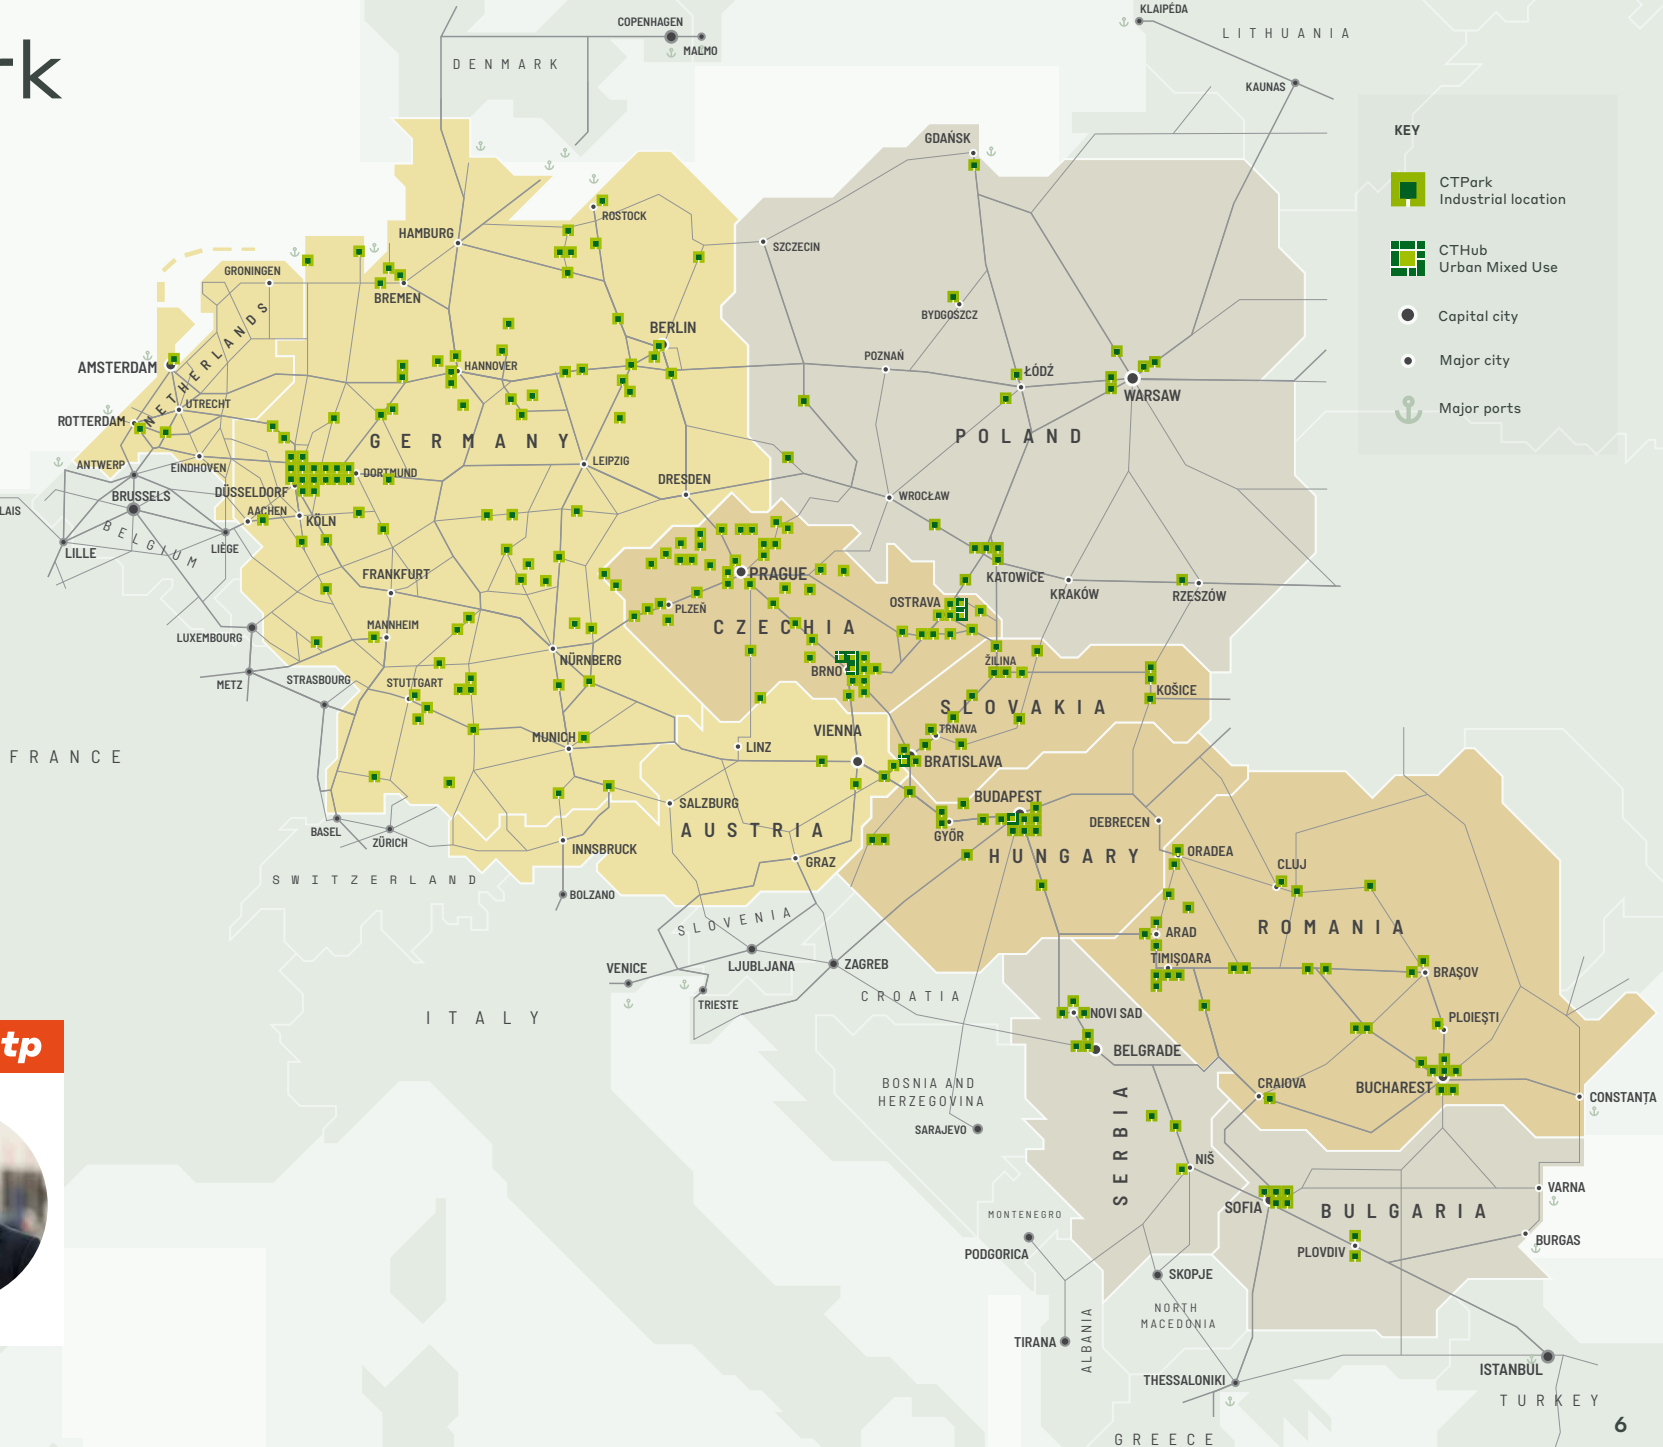 rk
COPENHAGEN
MALMO
DENMARK
KLAIPĖDA
LITHUANIA
KAUNAS
KEY
CTPark
Industrial location
CTHub
Urban Mixed Use
Capital city
Major city
Major ports
GDAŃSK
ROSTOCK
HAMBURG
SZCZECIN
GRONINGEN
BREMEN
BYDGOSZCZ
BERLIN
AMSTERDAM
NETHERLANDS
HANNOVER
POZNAŃ
ŁÓDŹ
WARSAW
UTRECHT
ROTTERDAM
GERMANY
POLAND
ANTWERP
EINDHOVEN
DORTMUND
LEIPZIG
DRESDEN
BRUSSELS
DÜSSELDORF
WROCŁAW
LAIS
AACHEN
KÖLN
BELGIUM
LILLE
LIÈGE
FRANKFURT
PRAGUE
KATOWICE
KRAKÓW
RZESZÓW
OSTRAVA
PLZEŇ
CZECHIA
LUXEMBOURG
MANNHEIM
NÜRNBERG
ŽILINA
BRNO
METZ
STRASBOURG
STUTTGART
KOŠICE
SLOVAKIA
FRANCE
MUNICH
VIENNA
TRNAVA
LINZ
BRATISLAVA
SALZBURG
BUDAPEST
BASEL
ZÜRICH
AUSTRIA
GYŐR
DEBRECEN
INNSBRUCK
GRAZ
HUNGARY
ORADEA
CLUJ
SWITZERLAND
BOLZANO
SLOVENIA
ROMANIA
ARAD
VENICE
LJUBLJANA
ZAGREB
TIMIŞOARA
BRAŞOV
TRIESTE
CROATIA
ITALY
NOVI SAD
PLOIEŞTI
tp
BELGRADE
BOSNIA AND
HERZEGOVINA
CRAIOVA
BUCHAREST
CONSTANȚA
SARAJEVO
SERBIA
NIŠ
VARNA
MONTENEGRO
SOFIA
BULGARIA
PODGORICA
PLOVDIV
BURGAS
SKOPJE
NORTH
MACEDONIA
TIRANA
ALBANIA
ISTANBUL
THESSALONIKI
TURKEY
GREECE
6